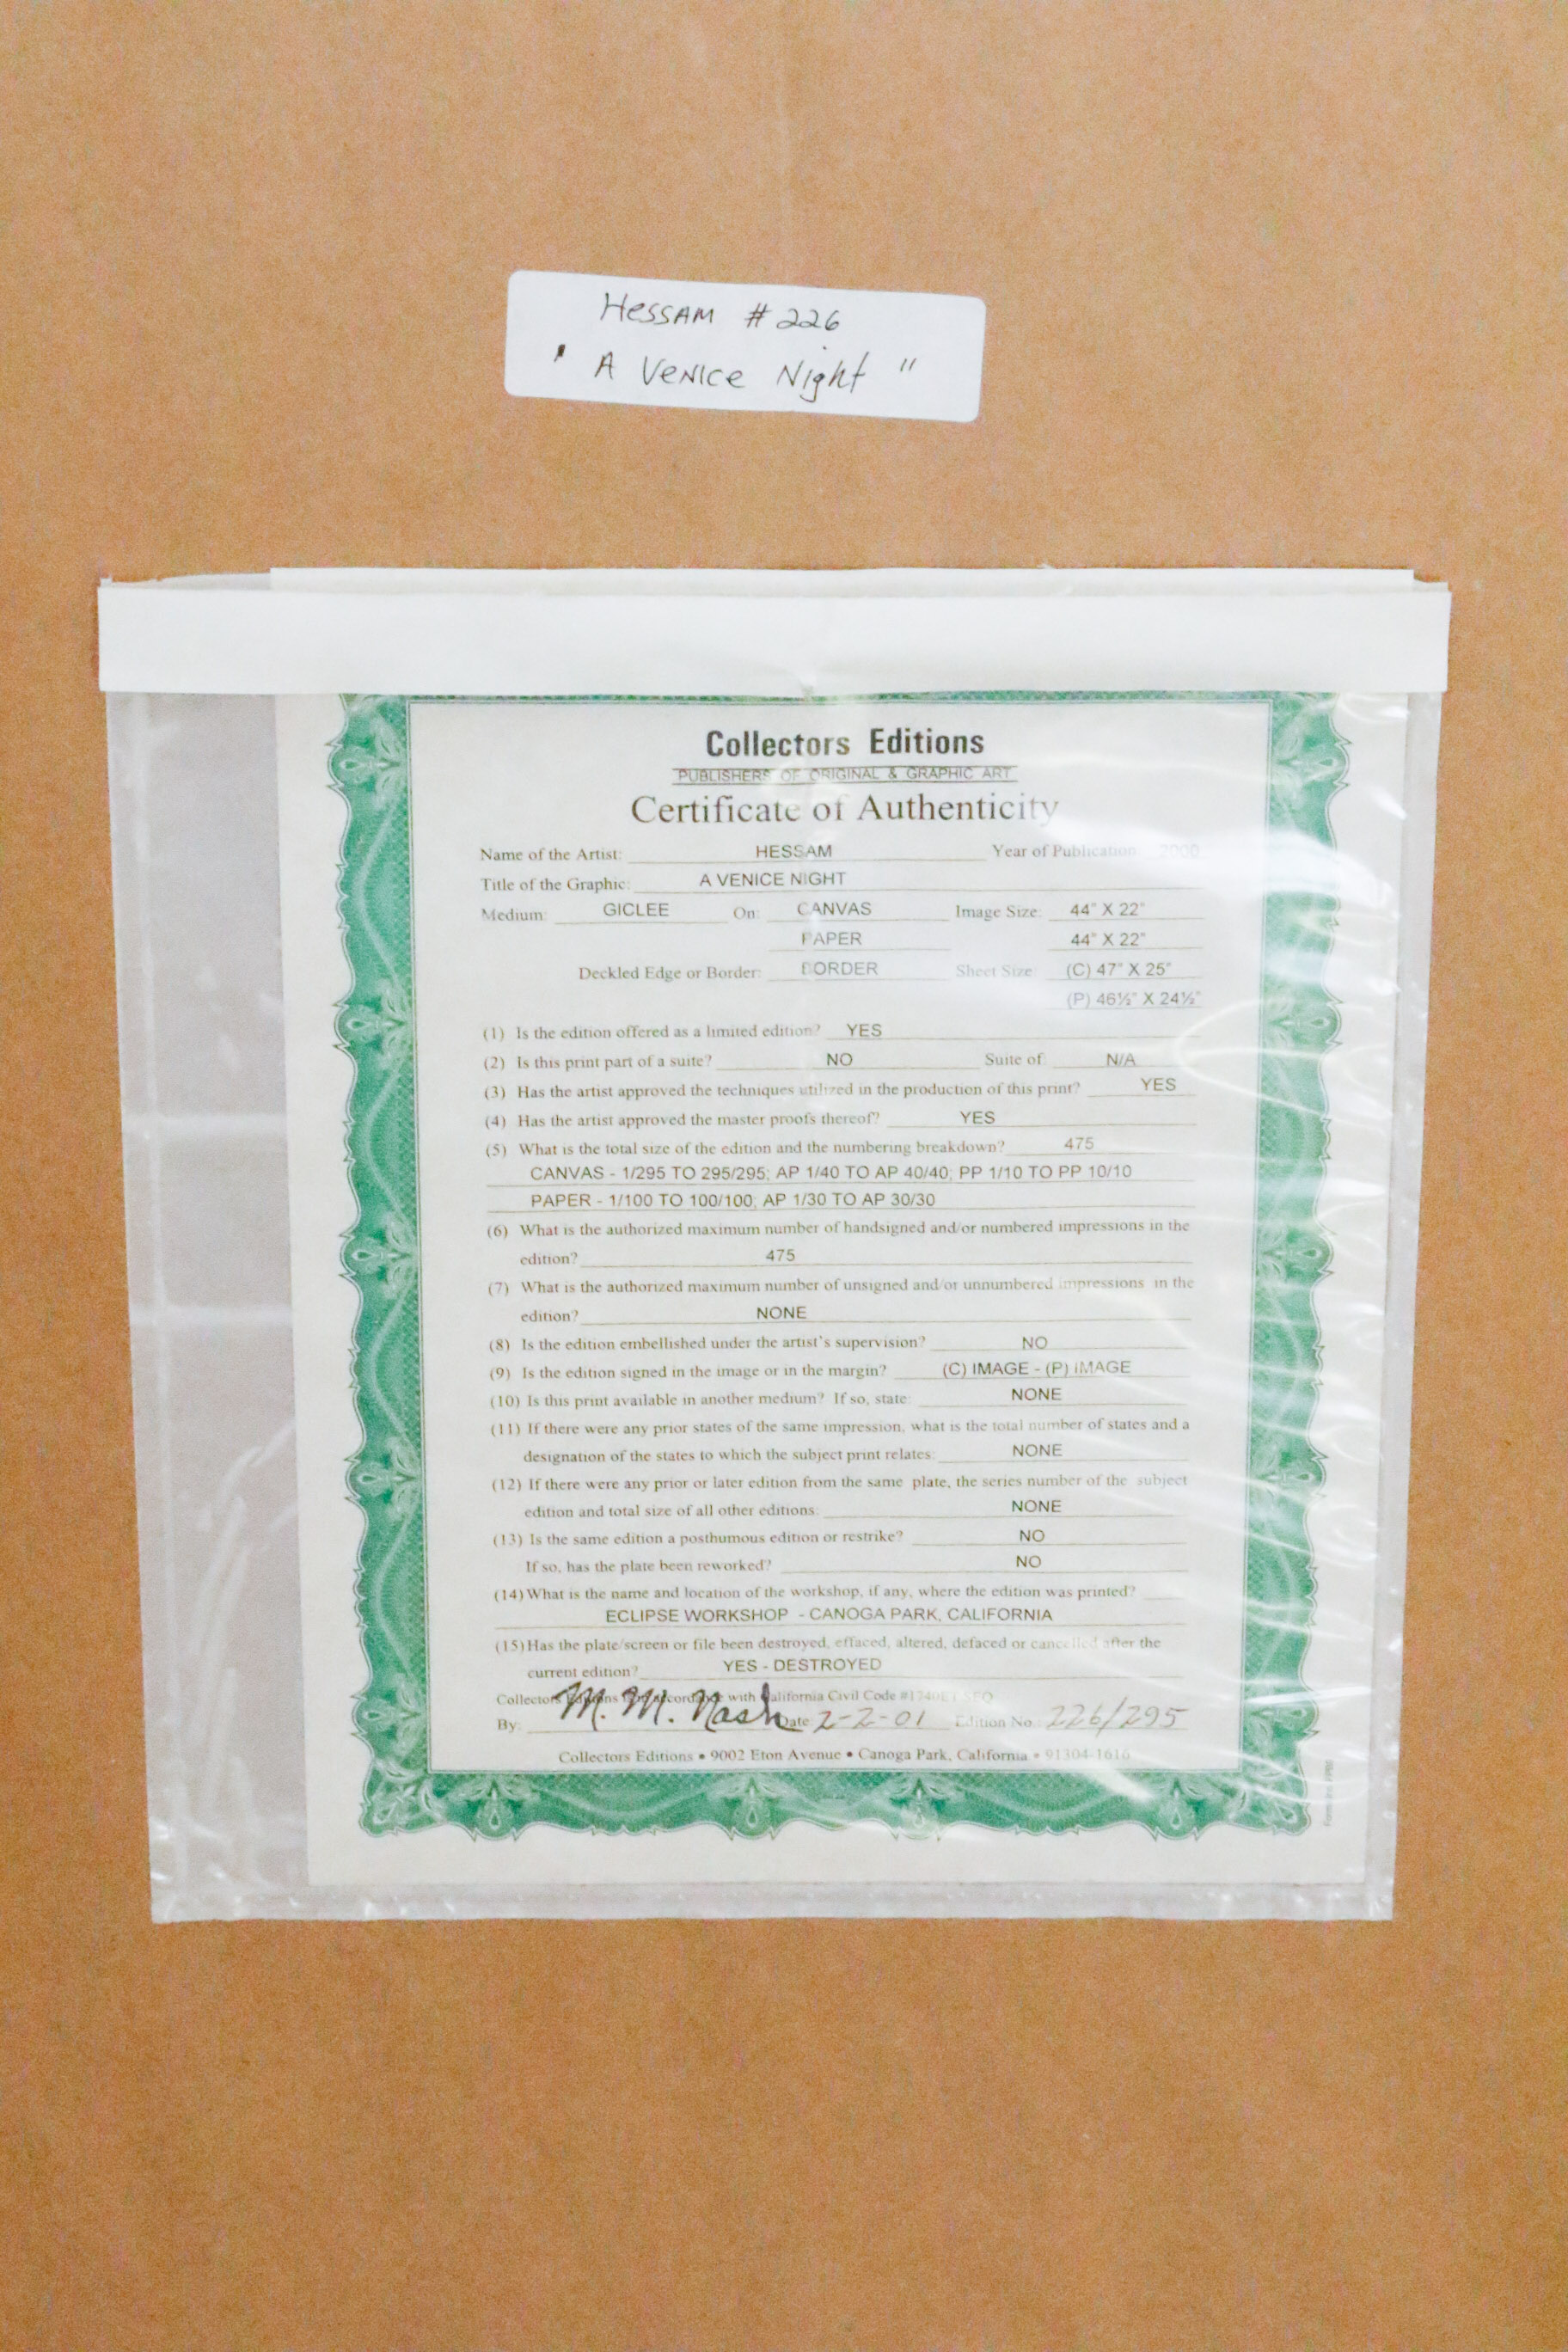 Hessam #226
" A Venice Night "
Collectors Editions
PUBLISHERS OF ORIGINAL & GRAPHIC ART
Certificate of Authenticity
Name of the Artist: HESSAM Year of Publication 2000
Title of the Graphic: A VENICE NIGHT
Medium: GICLEE On: CANVAS Image Size: 44" X 22"
PAPER 44" X 22"
Deckled Edge or Border: BORDER Sheet Size (C) 47" X 25"
(P) 46½" X 24½"
(1) Is the edition offered as a limited edition? YES
(2) Is this print part of a suite? NO Suite of N/A
(3) Has the artist approved the techniques utilized in the production of this print? YES
(4) Has the artist approved the master proofs thereof? YES
(5) What is the total size of the edition and the numbering breakdown? 475
CANVAS - 1/295 TO 295/295; AP 1/40 TO AP 40/40; PP 1/10 TO PP 10/10
PAPER - 1/100 TO 100/100; AP 1/30 TO AP 30/30
(6) What is the authorized maximum number of handsigned and/or numbered impressions in the
edition? 475
(7) What is the authorized maximum number of unsigned and/or unnumbered impressions in the
edition? NONE
(8) Is the edition embellished under the artist's supervision? NO
(9) Is the edition signed in the image or in the margin? (C) IMAGE - (P) IMAGE
(10) Is this print available in another medium? If so, state: NONE
(11) If there were any prior states of the same impression, what is the total number of states and a
designation of the states to which the subject print relates: NONE
(12) If there were any prior or later edition from the same plate, the series number of the subject
edition and total size of all other editions: NONE
(13) Is the same edition a posthumous edition or restrike? NO
If so, has the plate been reworked? NO
(14) What is the name and location of the workshop, if any, where the edition was printed?
ECLIPSE WORKSHOP - CANOGA PARK, CALIFORNIA
(15) Has the plate/screen or file been destroyed, effaced, altered, defaced or cancelled after the
current edition? YES - DESTROYED
Collectors Editions accordance with California Civil Code
By: M. M. Nash Date 2-2-01 Edition No. 226/295
Collectors Editions • 9002 Eton Avenue • Canoga Park, California • 91304-1616